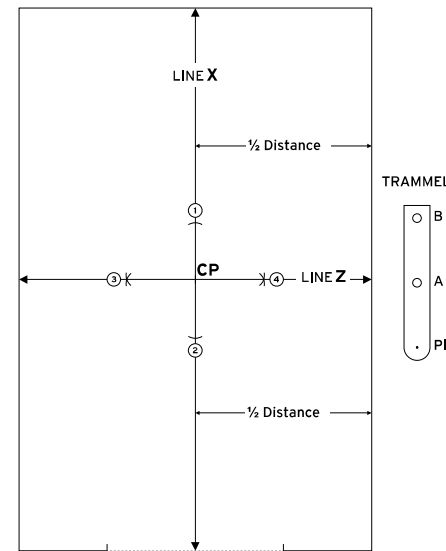 LINE X
½ Distance
TRAMMEL
B
1
CP
3
4
LINE Z
A
2
PI
½ Distance